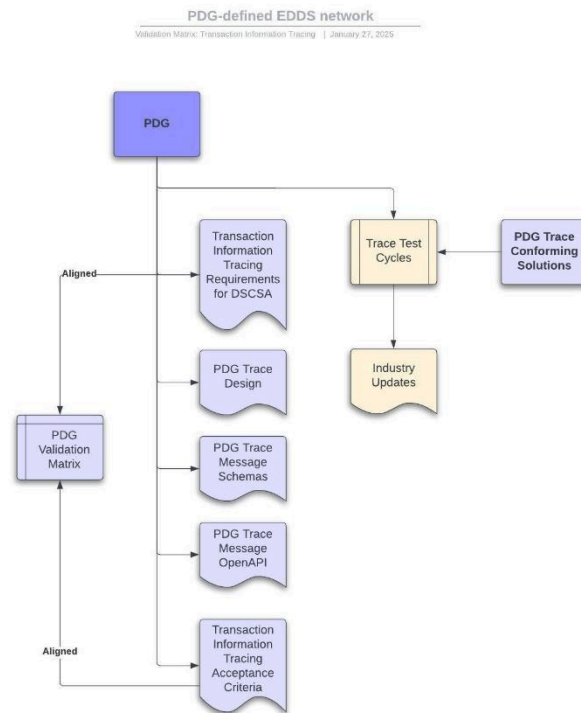 PDG-defined EDDS network
Validation Matrix: Transaction Information Tracing | January 27, 2025
PDG
Transaction
Information
Tracing
Requirements
for DSCSA
Trace Test
Cycles
PDG Trace
Conforming
Solutions
Aligned
PDG Trace
Design
Industry
Updates
PDG
Validation
Matrix
PDG Trace
Message
Schemas
PDG Trace
Message
OpenAPI
Aligned
Transaction
Information
Tracing
Acceptance
Criteria